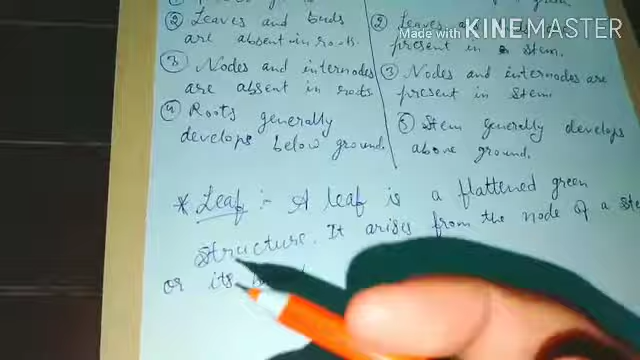 Made with KINEMASTER
② Leaves and buds
are absent in roots.
③ Nodes and internodes
are absent in roots
④ Roots generally
develops below ground.
② Leaves
present in stem.
③ Nodes and internodes are
present in stem
⑤ Stem generally develops
above ground.
* Leaf :- A leaf is a flattened green
structure. It arises from the node of a
or its